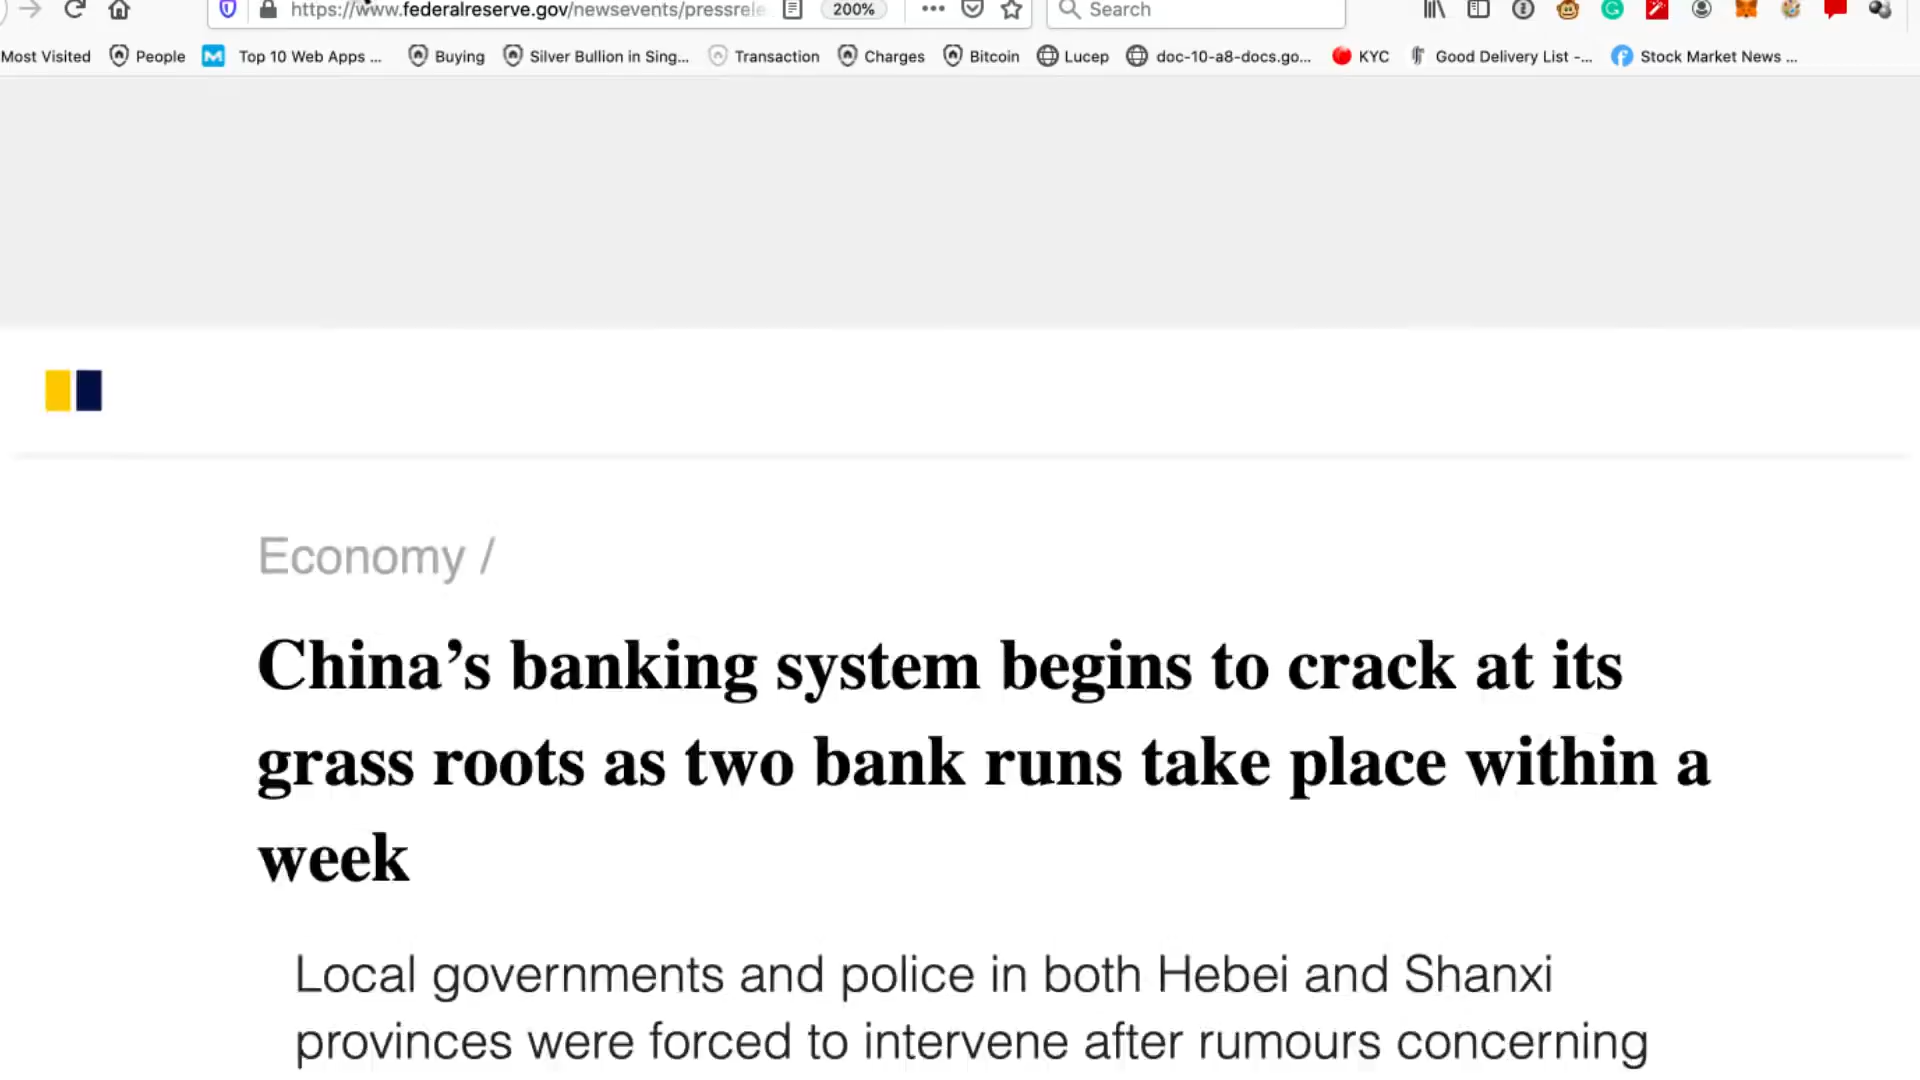 https://www.federalreserve.gov/newsevents/pressrele
200%
Search
Most Visited
People
Top 10 Web Apps ...
Buying
Silver Bullion in Sing...
Transaction
Charges
Bitcoin
Lucep
doc-10-a8-docs.go...
KYC
Good Delivery List -...
Stock Market News ...
Economy /
China’s banking system begins to crack at its
grass roots as two bank runs take place within a
week
Local governments and police in both Hebei and Shanxi
provinces were forced to intervene after rumours concerning